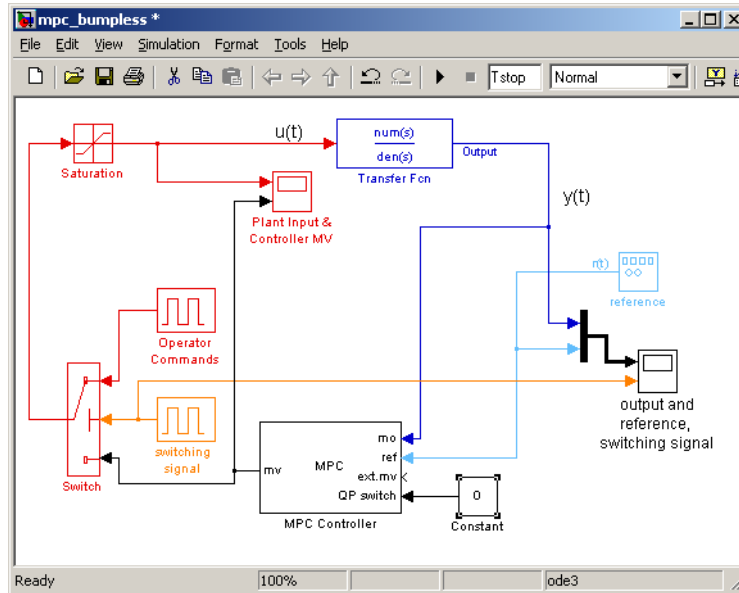 mpc_bumpless *
File Edit View Simulation Format Tools Help
Tstop Normal
u(t)
num(s)
den(s)
Output
Saturation
Transfer Fcn
Plant Input &
Controller MV
y(t)
r(t)
reference
Operator
Commands
switching
signal
Switch
output and
reference,
switching signal
mo
ref
mv
MPC
ext.mv
QP switch
0
MPC Controller
Constant
Ready 100% ode3